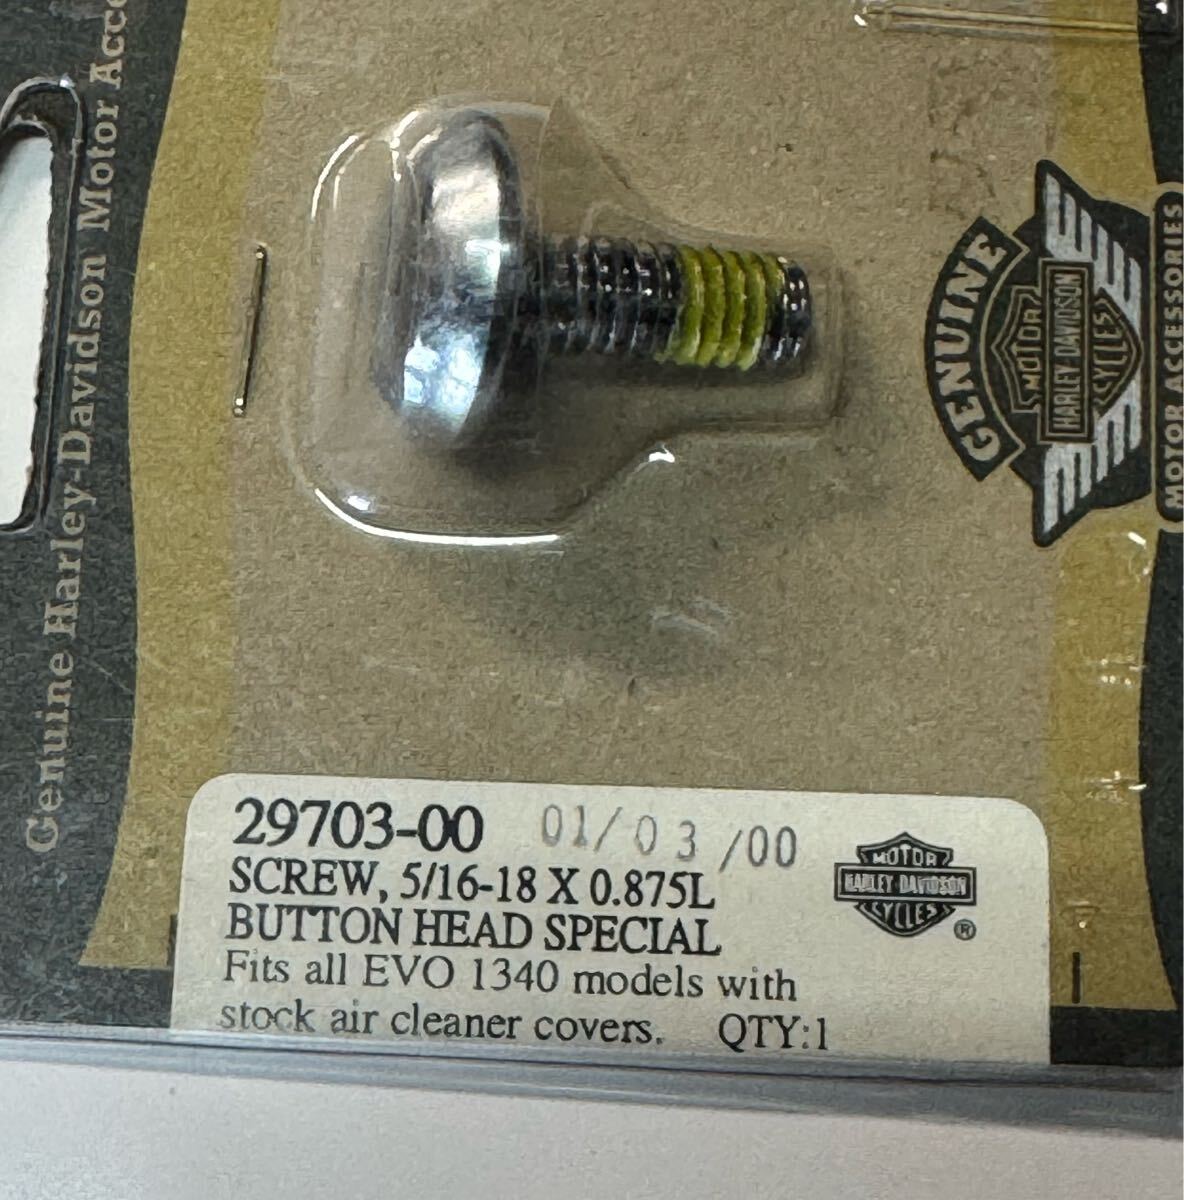 Genuine Harley-Davidson Motor Acce
GENUINE
MOTOR
HARLEY-DAVIDSON
CYCLES
MOTOR ACCESSORIES
29703-00 01/03/00
SCREW, 5/16-18 X 0.875L
BUTTON HEAD SPECIAL
Fits all EVO 1340 models with
stock air cleaner covers. QTY:1
MOTOR
HARLEY-DAVIDSON
CYCLES
®